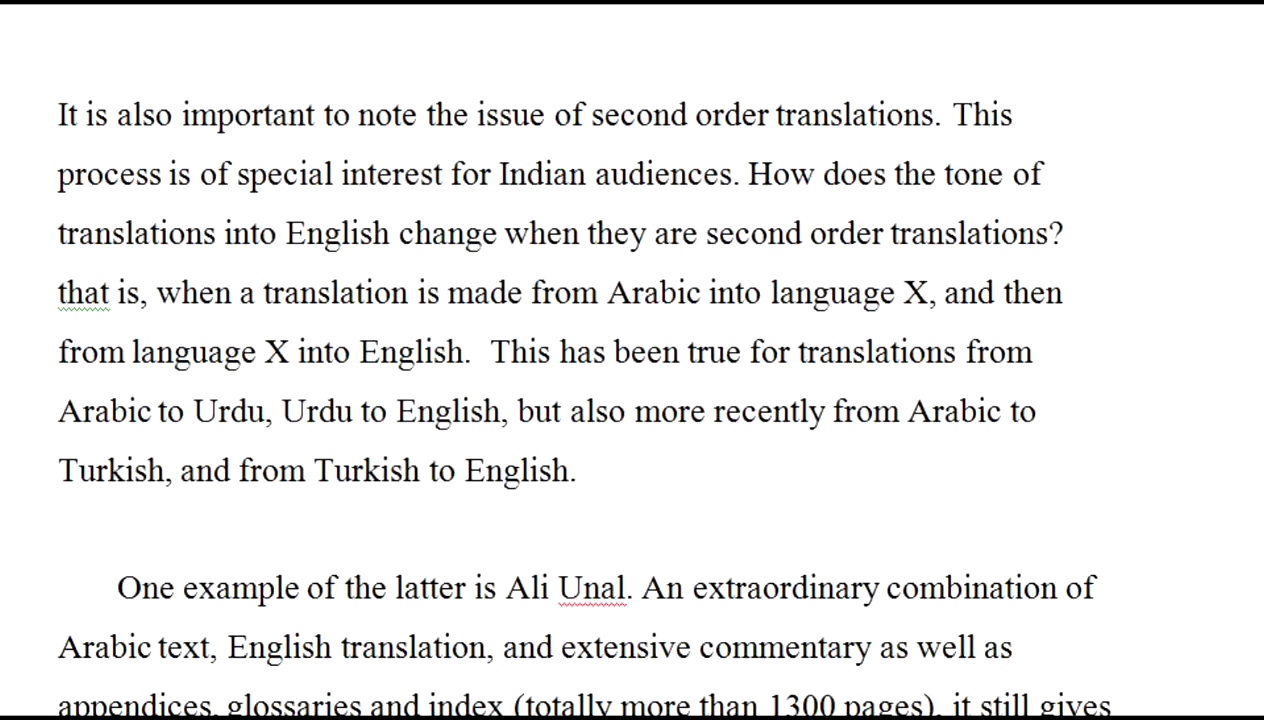 It is also important to note the issue of second order translations. This
process is of special interest for Indian audiences. How does the tone of
translations into English change when they are second order translations?
that is, when a translation is made from Arabic into language X, and then
from language X into English.  This has been true for translations from
Arabic to Urdu, Urdu to English, but also more recently from Arabic to
Turkish, and from Turkish to English.
One example of the latter is Ali Unal. An extraordinary combination of
Arabic text, English translation, and extensive commentary as well as
appendices, glossaries and index (totally more than 1300 pages), it still gives